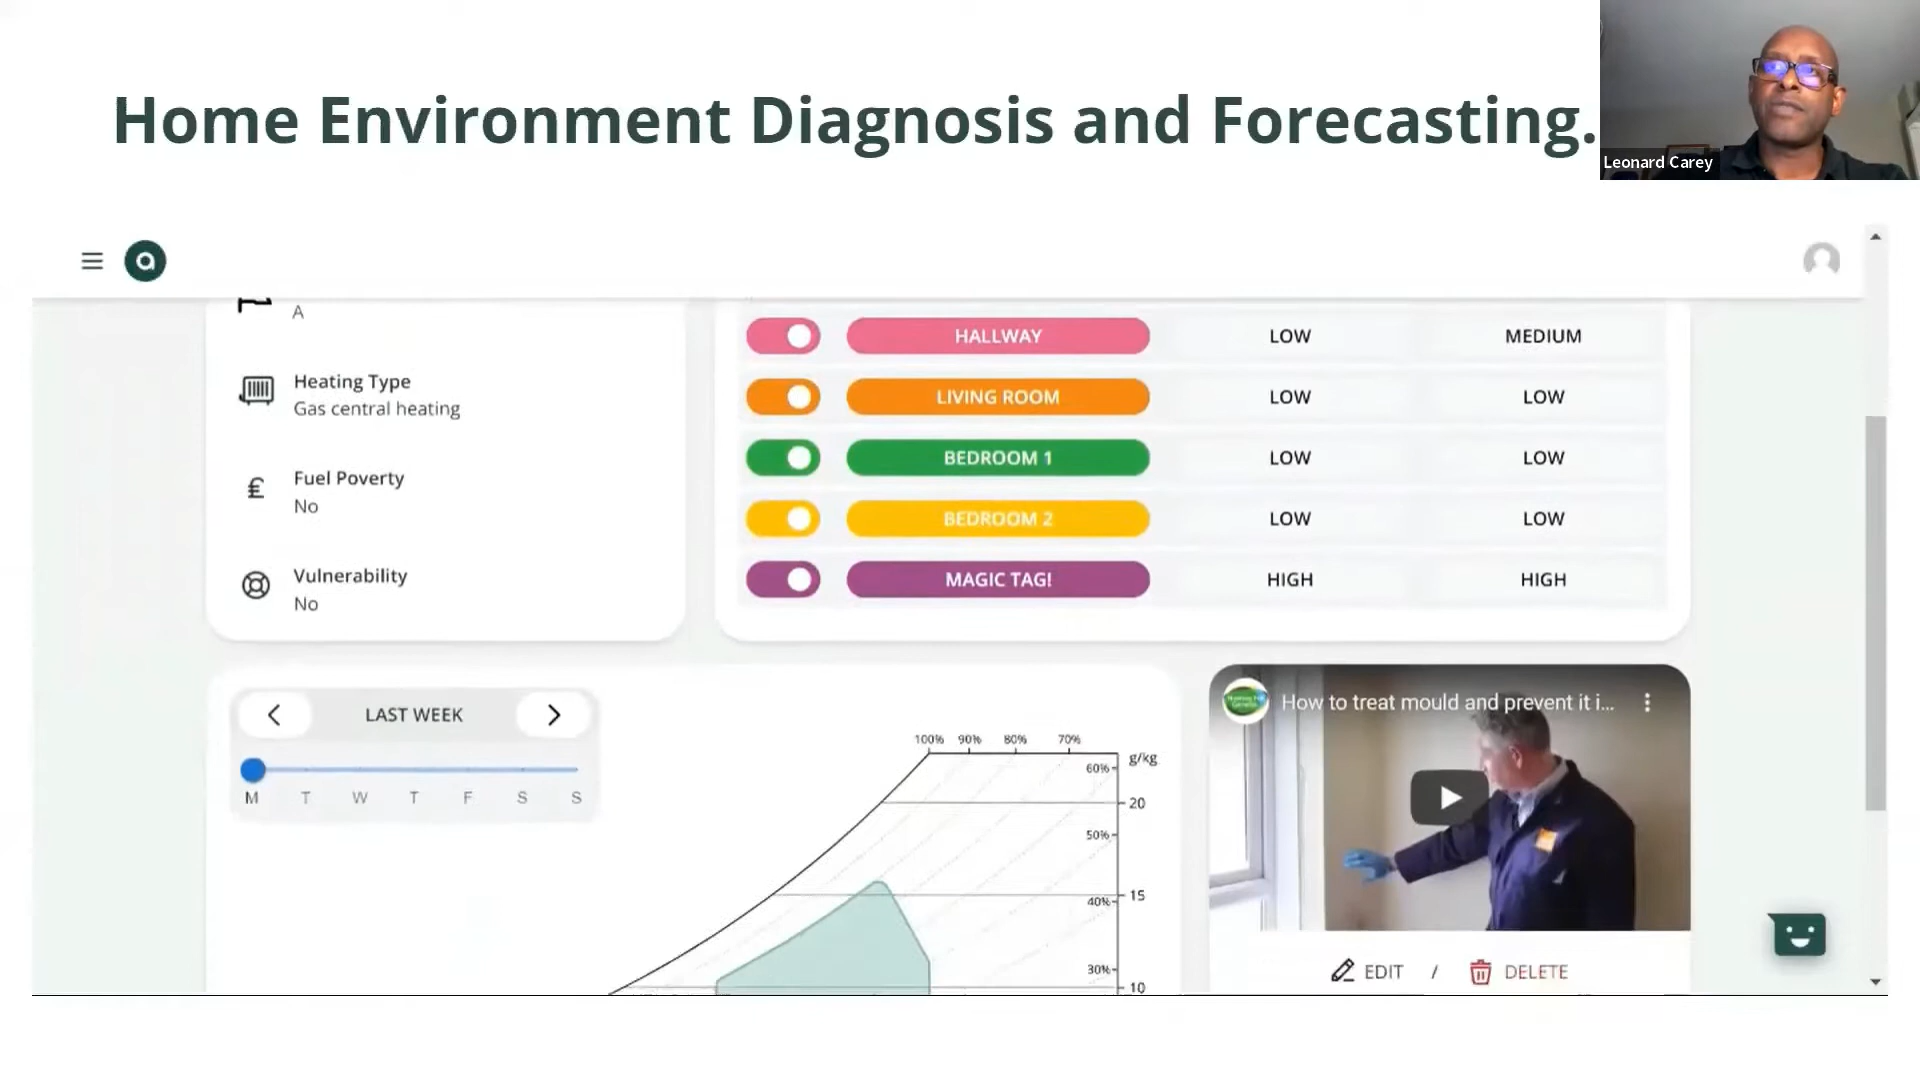 Home Environment Diagnosis and Forecasting.
Leonard Carey
a
A
Heating Type
Gas central heating
Fuel Poverty
No
Vulnerability
No
HALLWAY LOW MEDIUM
LIVING ROOM LOW LOW
BEDROOM 1 LOW LOW
BEDROOM 2 LOW LOW
MAGIC TAG! HIGH HIGH
LAST WEEK
M T W T F S S
100% 90% 80% 70%
g/kg
60%
20
50%
15
40%
30%
10
How to treat mould and prevent it i...
EDIT / DELETE